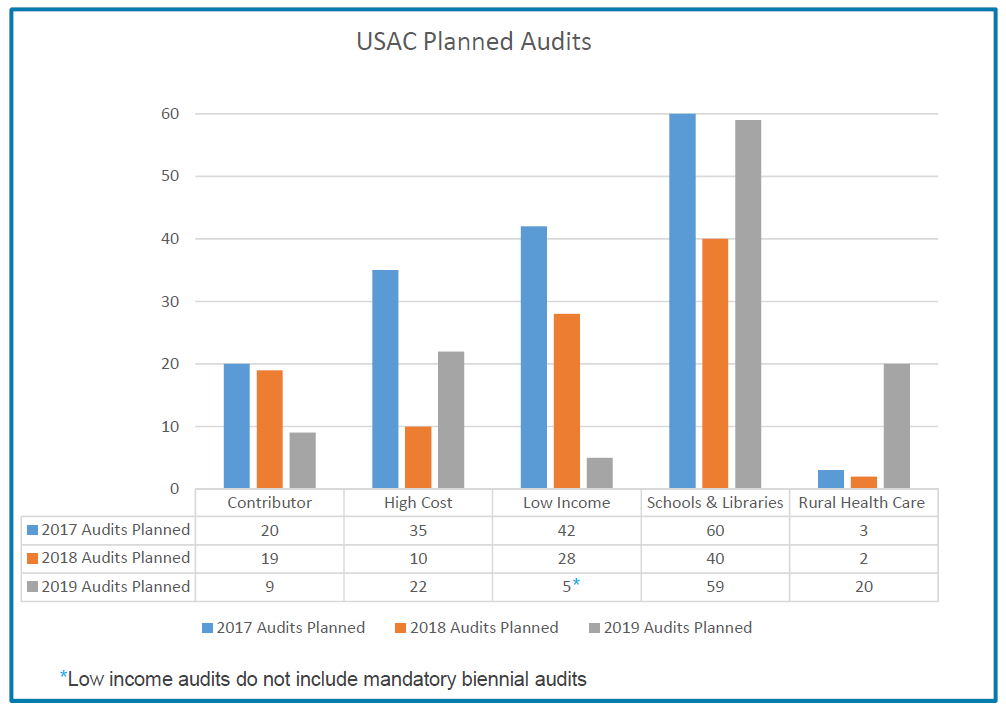 USAC Planned Audits
60
50
40
30
20
10
0
Contributor High Cost Low Income Schools & Libraries Rural Health Care
2017 Audits Planned 20 35 42 60 3
2018 Audits Planned 19 10 28 40 2
2019 Audits Planned 9 22 5* 59 20
2017 Audits Planned 2018 Audits Planned 2019 Audits Planned
*Low income audits do not include mandatory biennial audits